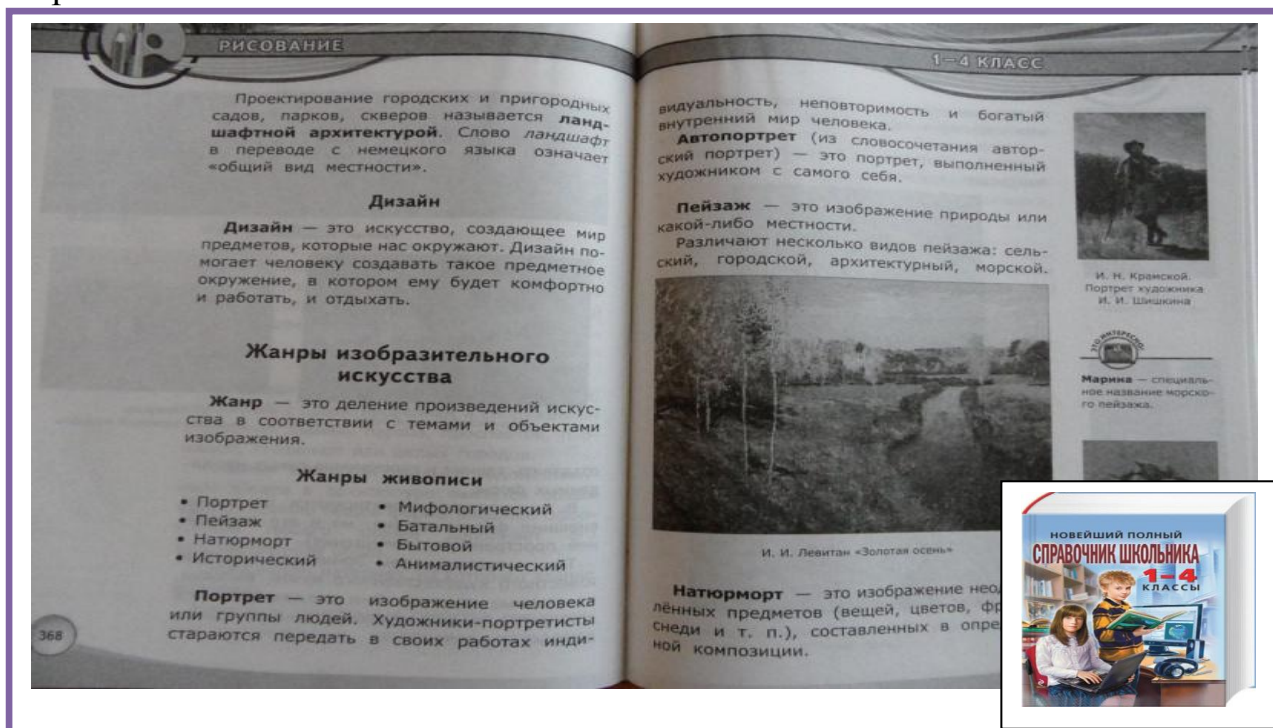 РИСОВАНИЕ
Проектирование городских и пригородных
садов, парков, скверов называется ланд-
шафтной архитектурой. Слово ландшафт
в переводе с немецкого языка означает
«общий вид местности».
Дизайн
Дизайн — это искусство, создающее мир
предметов, которые нас окружают. Дизайн по-
могает человеку создавать такое предметное
окружение, в котором ему будет комфортно
и работать, и отдыхать.
Жанры изобразительного
искусства
Жанр — это деление произведений искус-
ства в соответствии с темами и объектами
изображения.
Жанры живописи
• Портрет
• Пейзаж
• Натюрморт
• Исторический
• Мифологический
• Батальный
• Бытовой
• Анималистический
Портрет — это изображение человека
или группы людей. Художники-портретисты
стараются передать в своих работах инди-
368
1–4 КЛАСС
видуальность, неповторимость и богатый
внутренний мир человека.
Автопортрет (из словосочетания автор-
ский портрет) — это портрет, выполненный
художником с самого себя.
Пейзаж — это изображение природы или
какой-либо местности.
Различают несколько видов пейзажа: сель-
ский, городской, архитектурный, морской.
И. И. Левитан «Золотая осень»
Натюрморт — это изображение неод
лённых предметов (вещей, цветов, фр
снеди и т. п.), составленных в опре
ной композиции.
И. Н. Крамской.
Портрет художника
И. И. Шишкина
ЭТО ИНТЕРЕСНО!
Марина — специаль-
ное название морско-
го пейзажа.
НОВЕЙШИЙ ПОЛНЫЙ
СПРАВОЧНИК ШКОЛЬНИКА
1–4
КЛАССЫ